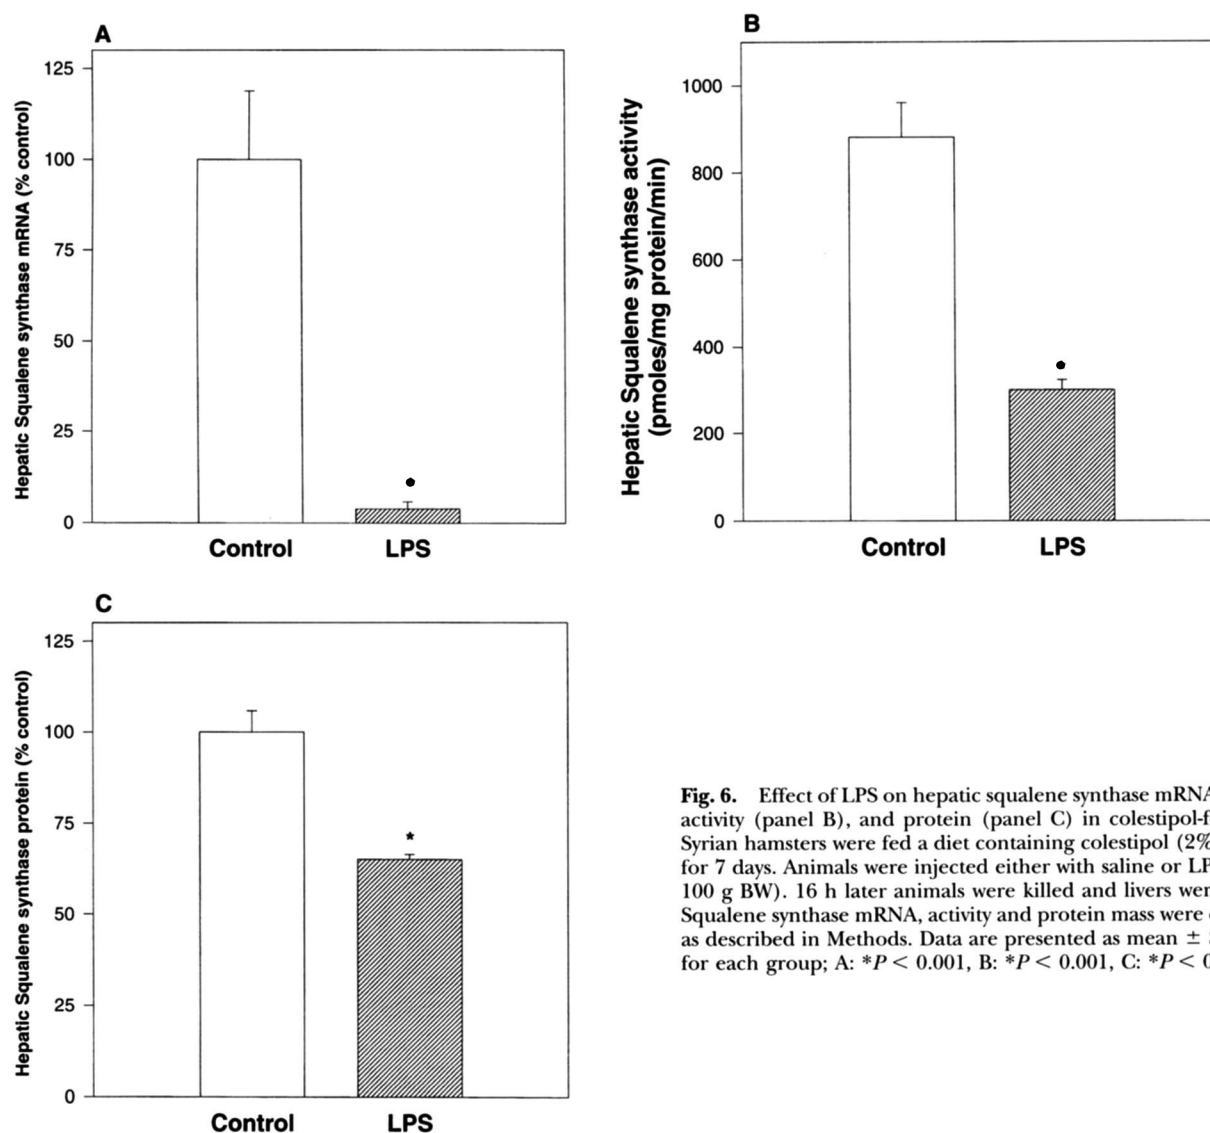 A
Hepatic Squalene synthase mRNA (% control)
125
100
75
50
25
0
Control LPS
B
Hepatic Squalene synthase activity
(pmoles/mg protein/min)
1000
800
600
400
200
0
Control LPS
C
Hepatic Squalene synthase protein (% control)
125
100
75
50
25
0
Control LPS
Fig. 6. Effect of LPS on hepatic squalene synthase mRNA
activity (panel B), and protein (panel C) in colestipol-f
Syrian hamsters were fed a diet containing colestipol (2%
for 7 days. Animals were injected either with saline or LP
100 g BW). 16 h later animals were killed and livers wer
Squalene synthase mRNA, activity and protein mass were
as described in Methods. Data are presented as mean ±
for each group; A: *P < 0.001, B: *P < 0.001, C: *P < 0